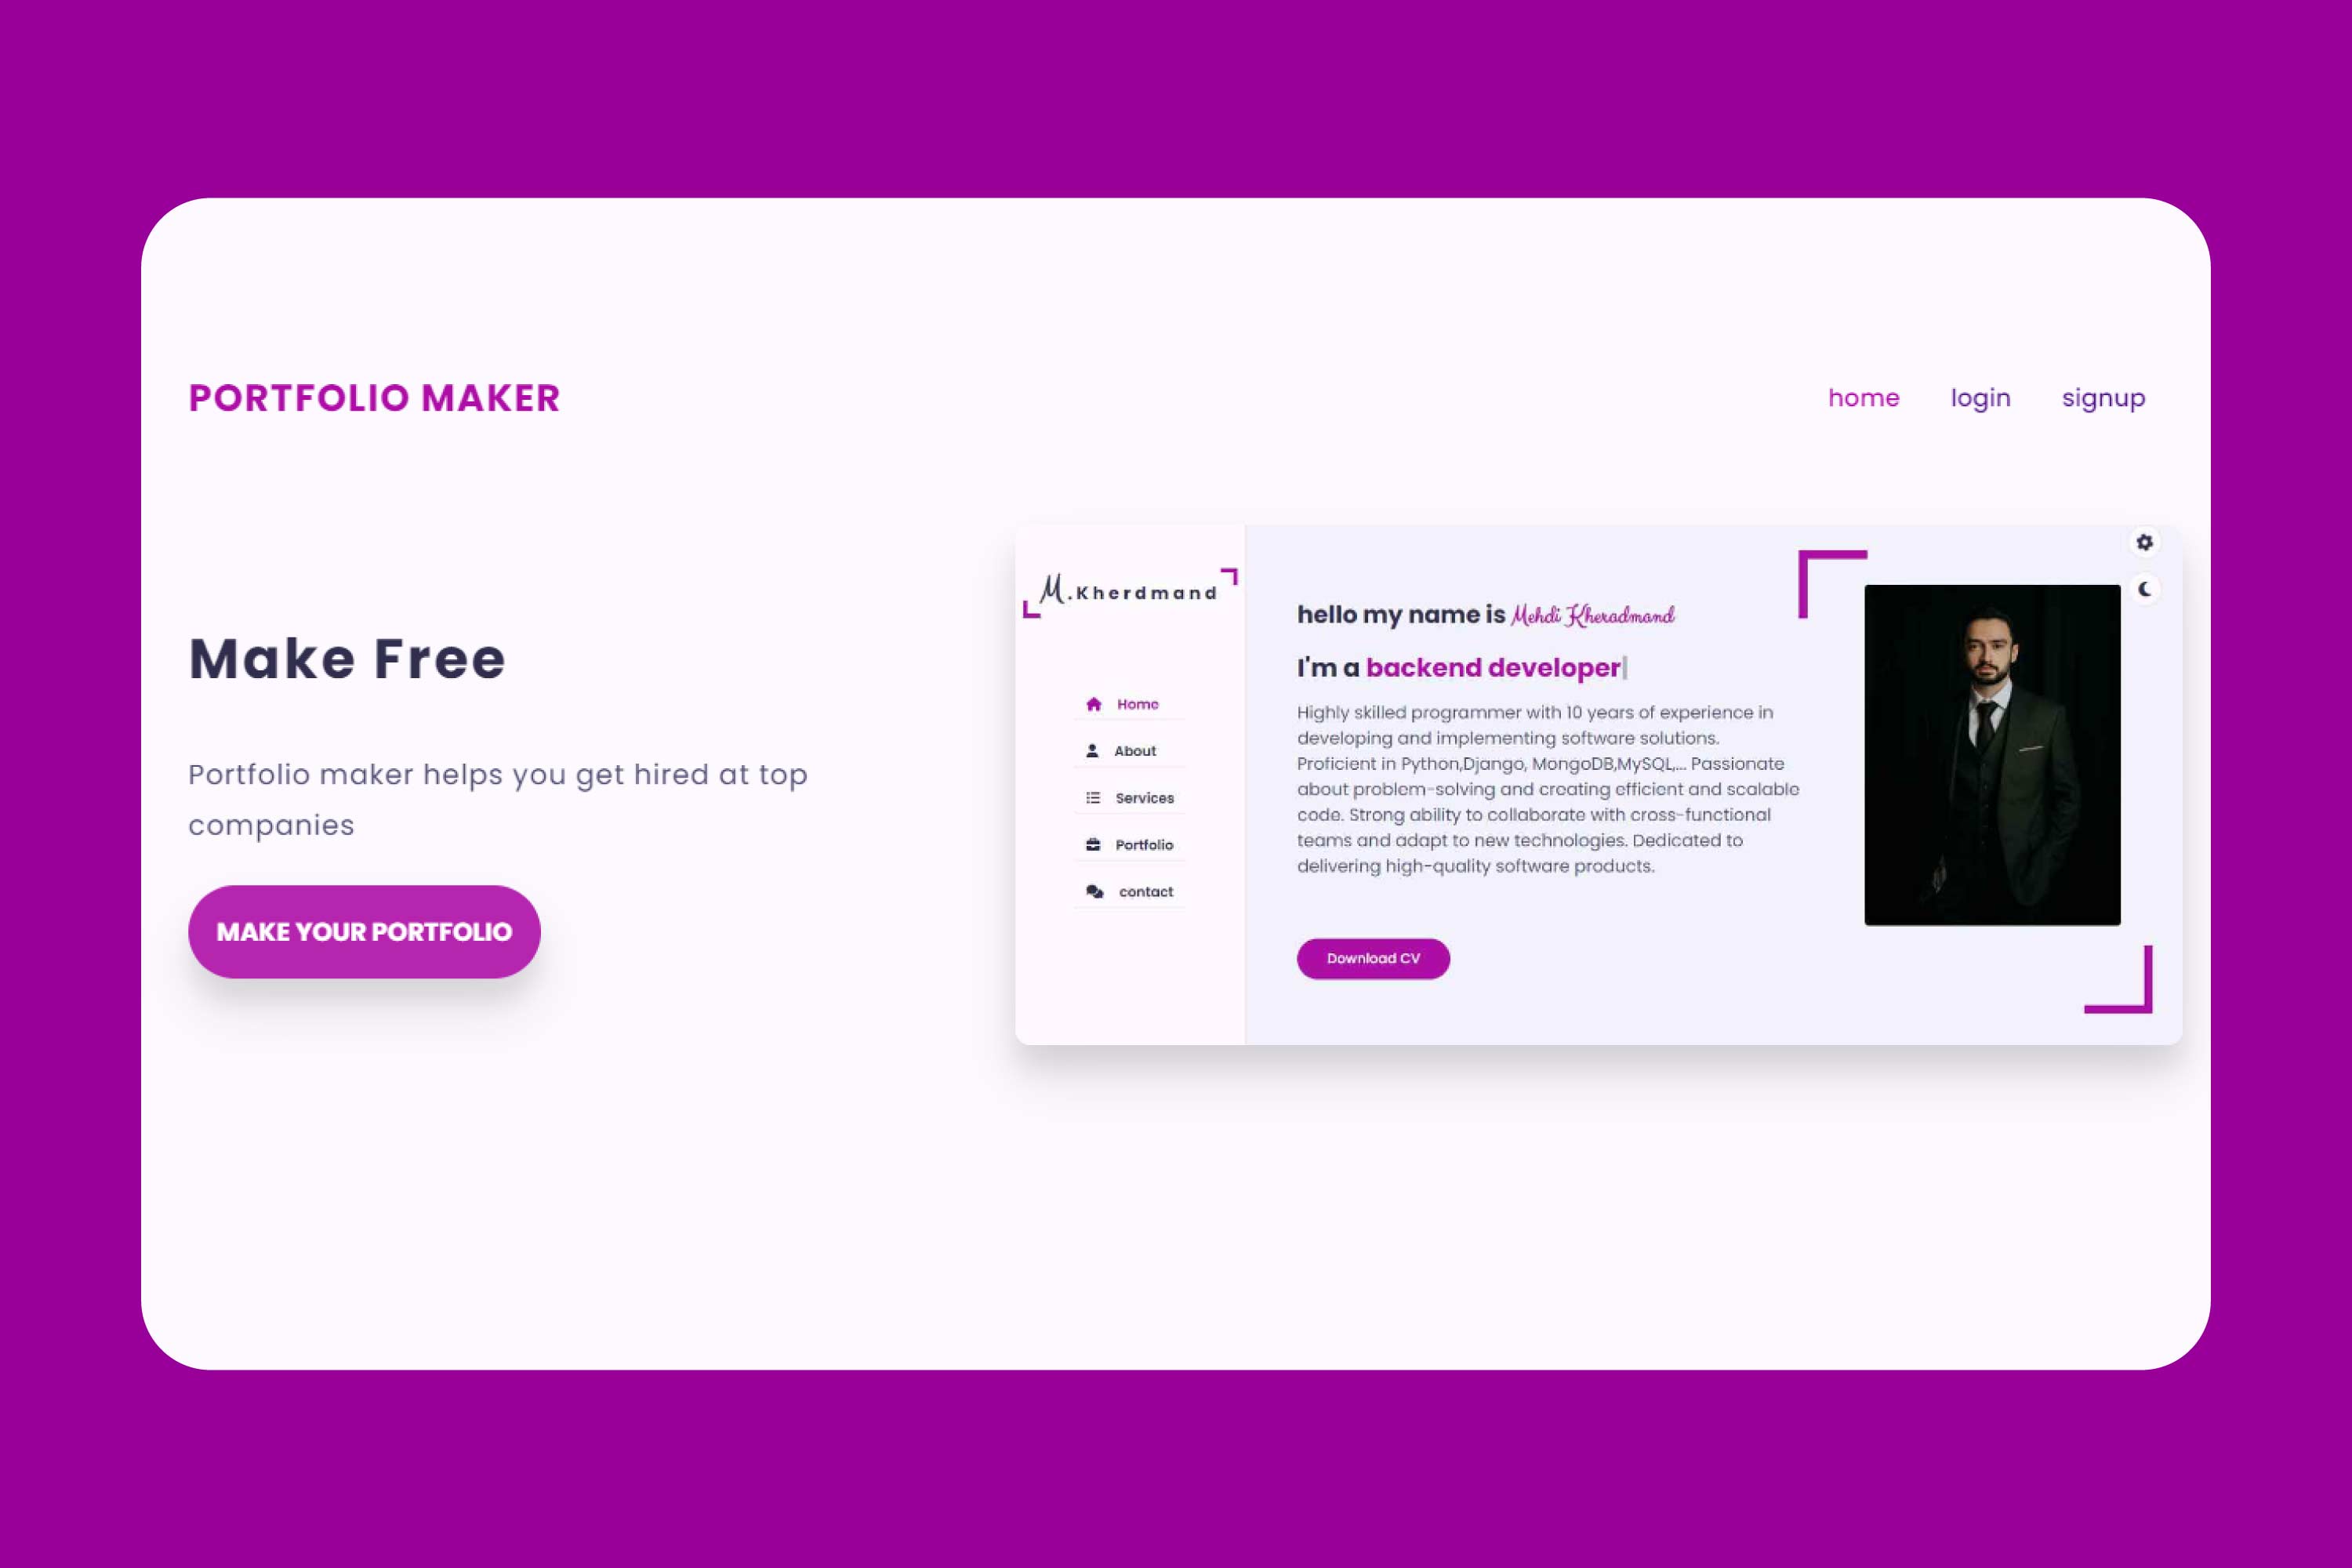 PORTFOLIO MAKER
home login signup
Make Free
Portfolio maker helps you get hired at top
companies
MAKE YOUR PORTFOLIO
M.Kherdmand
Home
About
Services
Portfolio
contact
hello my name is Mehdi Kheradmand
I'm a backend developer
Highly skilled programmer with 10 years of experience in
developing and implementing software solutions.
Proficient in Python,Django, MongoDB,MySQL,... Passionate
about problem-solving and creating efficient and scalable
code. Strong ability to collaborate with cross-functional
teams and adapt to new technologies. Dedicated to
delivering high-quality software products.
Download CV